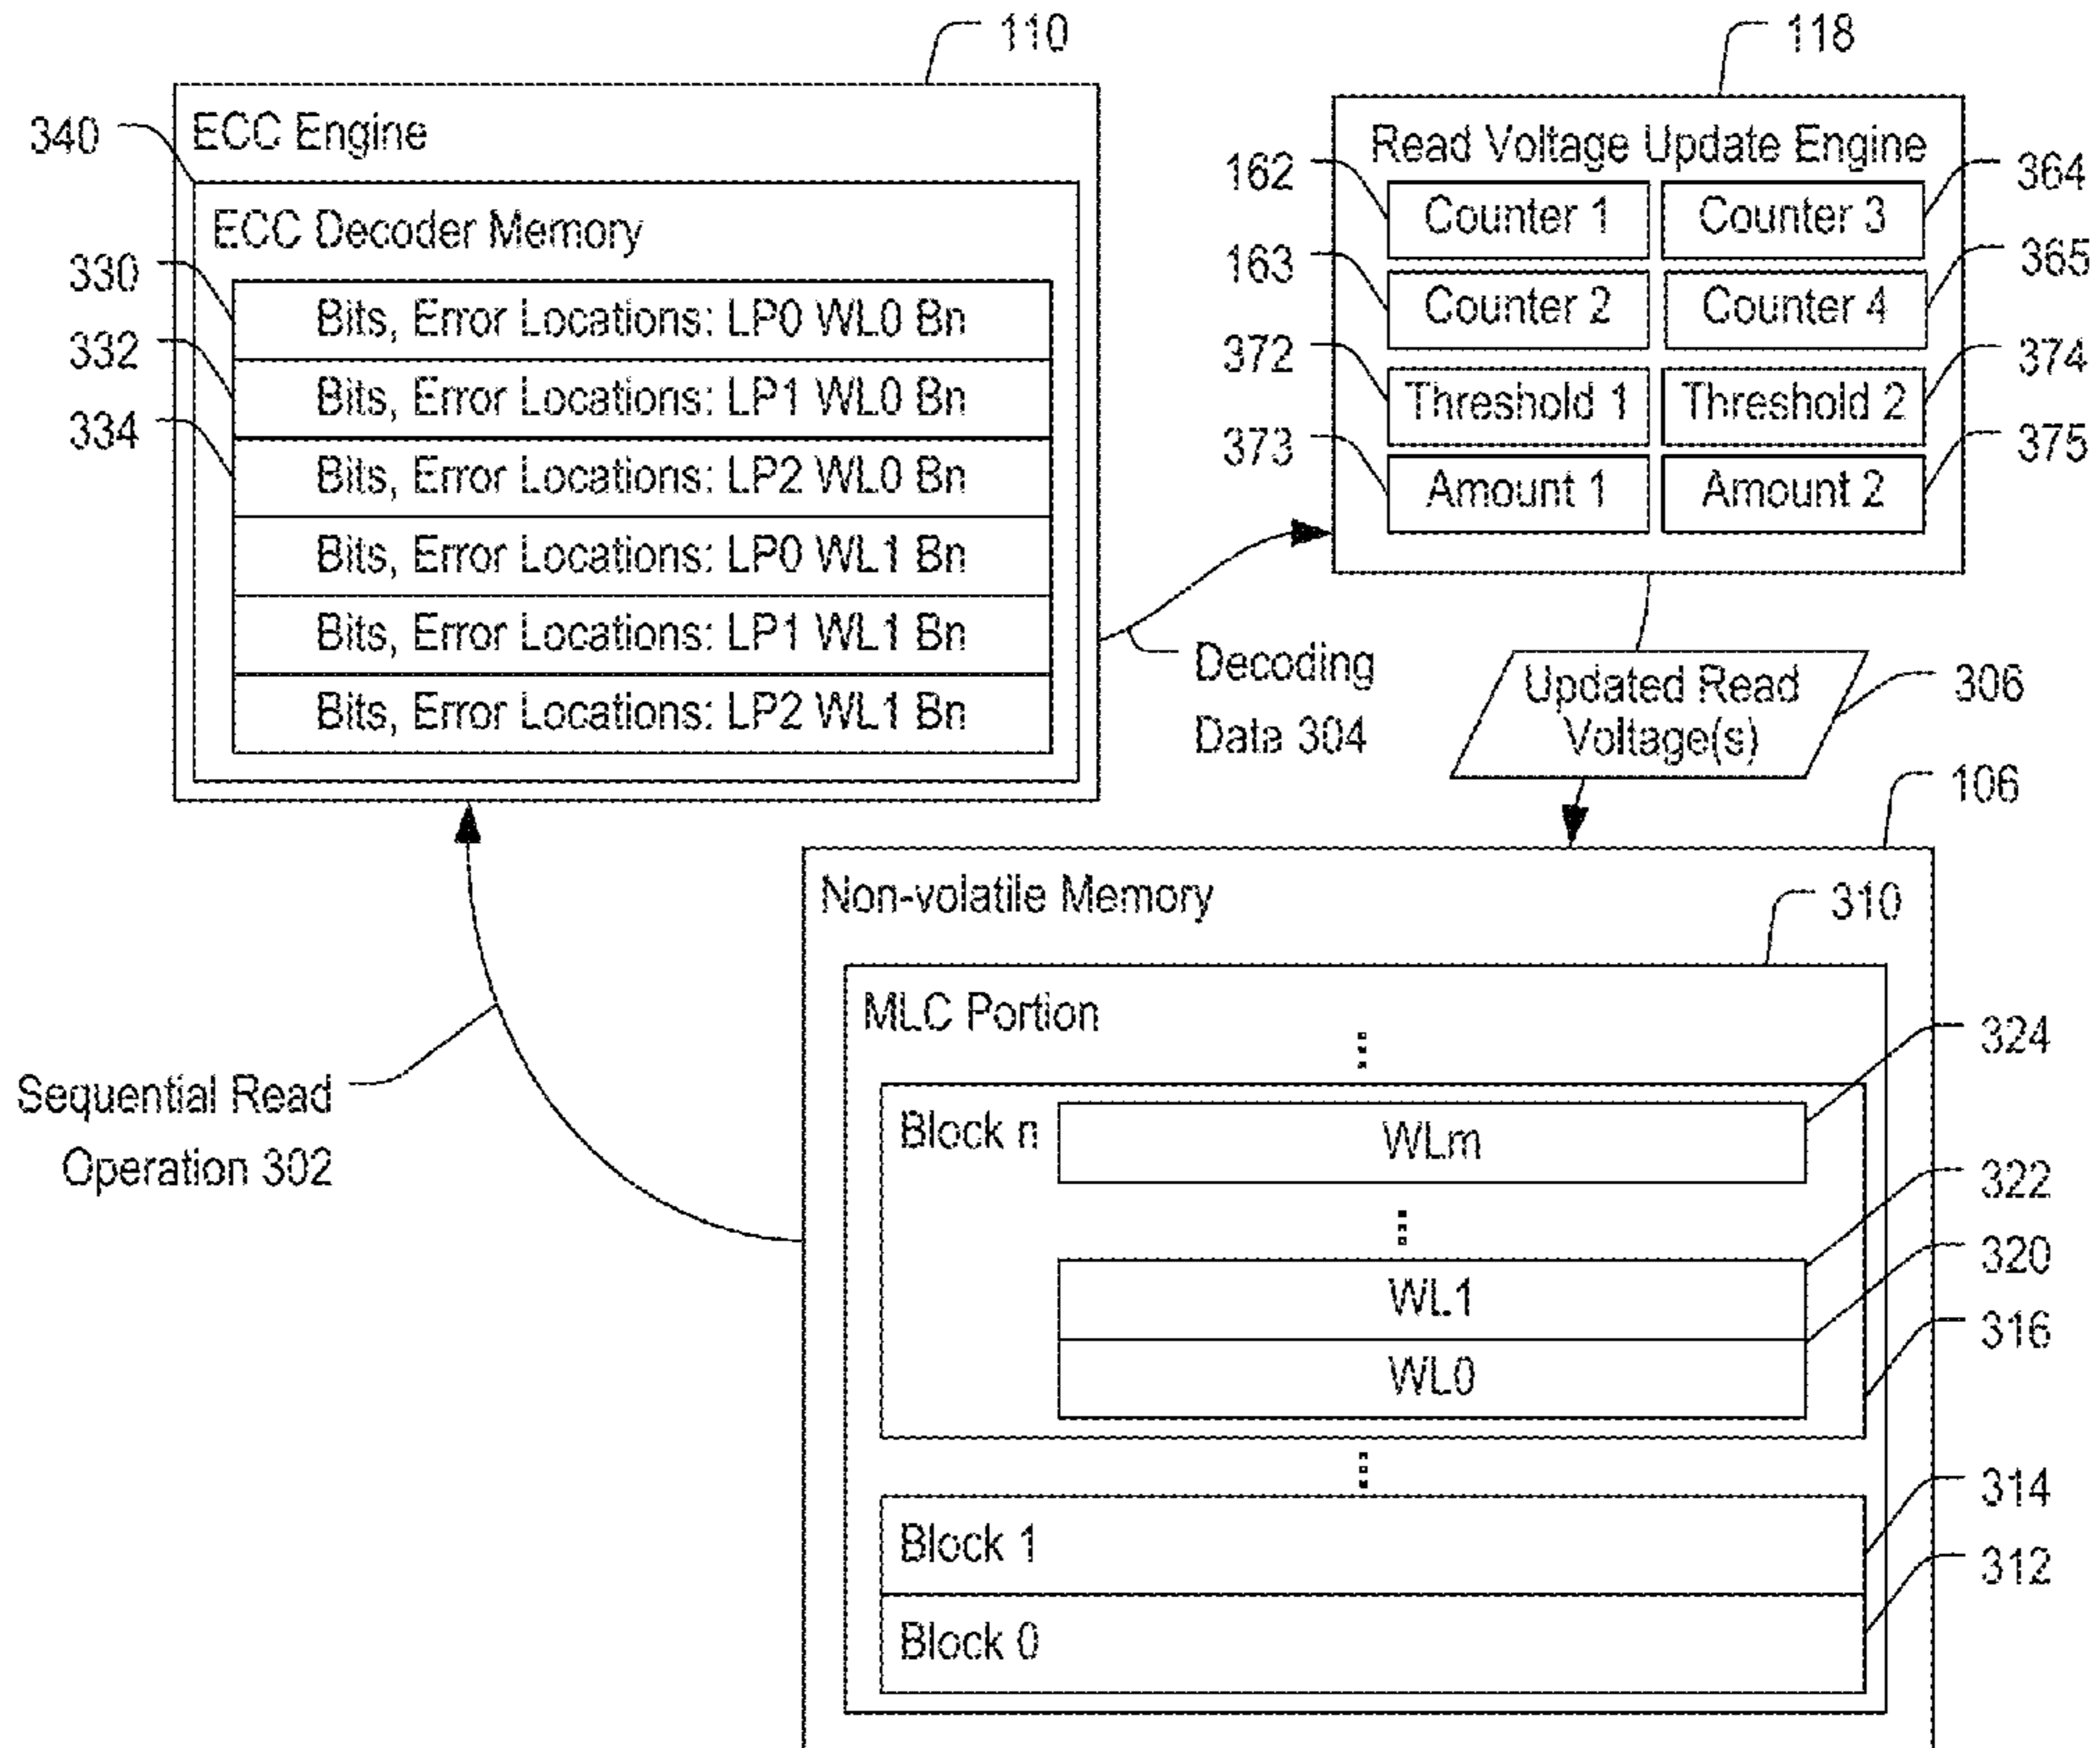 110
118
340
ECC Engine
Read Voltage Update Engine
162
364
Counter 1
Counter 3
ECC Decoder Memory
163
365
Counter 2
Counter 4
330
Bits, Error Locations: LP0 WL0 Bn
332
372
374
Bits, Error Locations: LP1 WL0 Bn
Threshold 1
Threshold 2
334
373
375
Bits, Error Locations: LP2 WL0 Bn
Amount 1
Amount 2
Bits, Error Locations: LP0 WL1 Bn
Bits, Error Locations: LP1 WL1 Bn
Bits, Error Locations: LP2 WL1 Bn
Decoding
Data 304
Updated Read
Voltage(s)
306
106
Non-volatile Memory
310
MLC Portion
324
Sequential Read
Operation 302
Block n
WLm
322
320
WL1
316
WL0
314
Block 1
312
Block 0